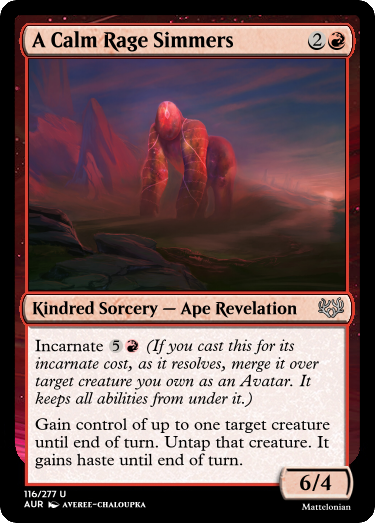 A Calm Rage Simmers 2
Kindred Sorcery — Ape Revelation
Incarnate 5 (If you cast this for its
incarnate cost, as it resolves, merge it over
target creature you own as an Avatar. It
keeps all abilities from under it.)
Gain control of up to one target creature
until end of turn. Untap that creature. It
gains haste until end of turn.
6/4
116/277 U
AUR AVEREE-CHALOUPKA
Mattelonian